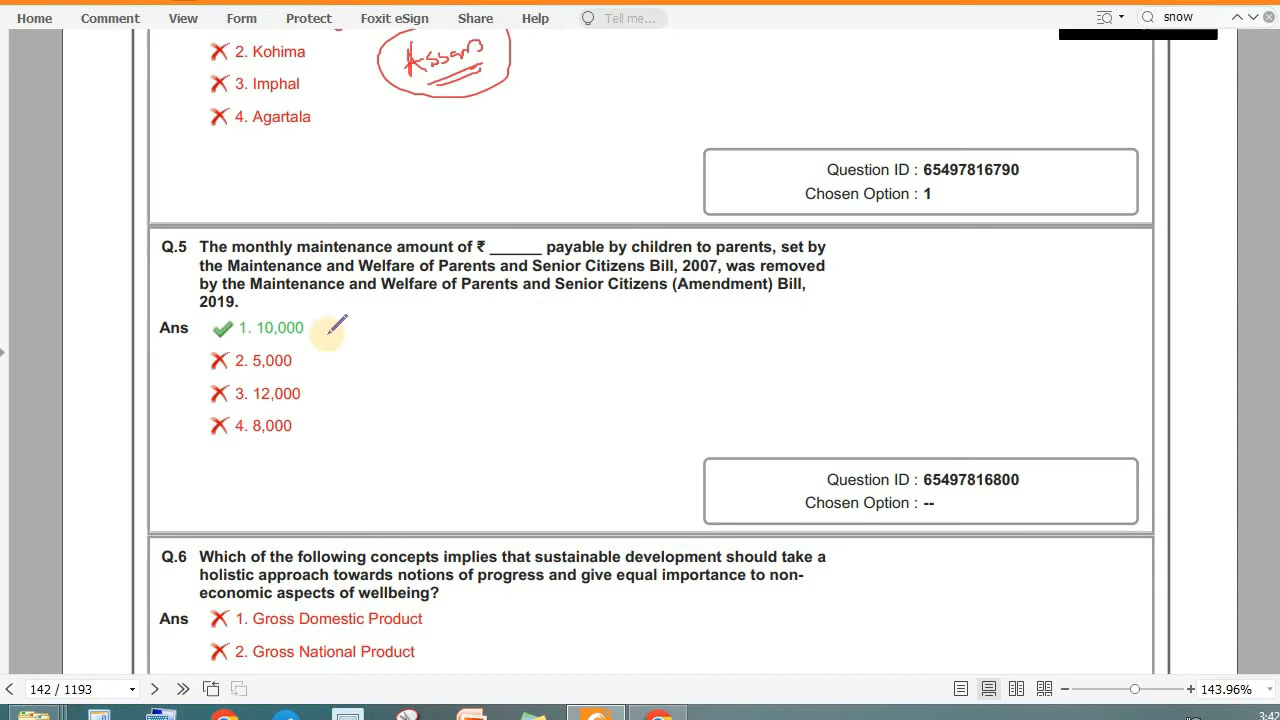 Home Comment View Form Protect Foxit eSign Share Help Tell me... snow
2. Kohima
Assam
3. Imphal
4. Agartala
Question ID : 65497816790
Chosen Option : 1
Q.5 The monthly maintenance amount of ₹ ______ payable by children to parents, set by
the Maintenance and Welfare of Parents and Senior Citizens Bill, 2007, was removed
by the Maintenance and Welfare of Parents and Senior Citizens (Amendment) Bill,
2019.
Ans 1. 10,000
2. 5,000
3. 12,000
4. 8,000
Question ID : 65497816800
Chosen Option : --
Q.6 Which of the following concepts implies that sustainable development should take a
holistic approach towards notions of progress and give equal importance to non-
economic aspects of wellbeing?
Ans 1. Gross Domestic Product
2. Gross National Product
142 / 1193 143.96%
3:42